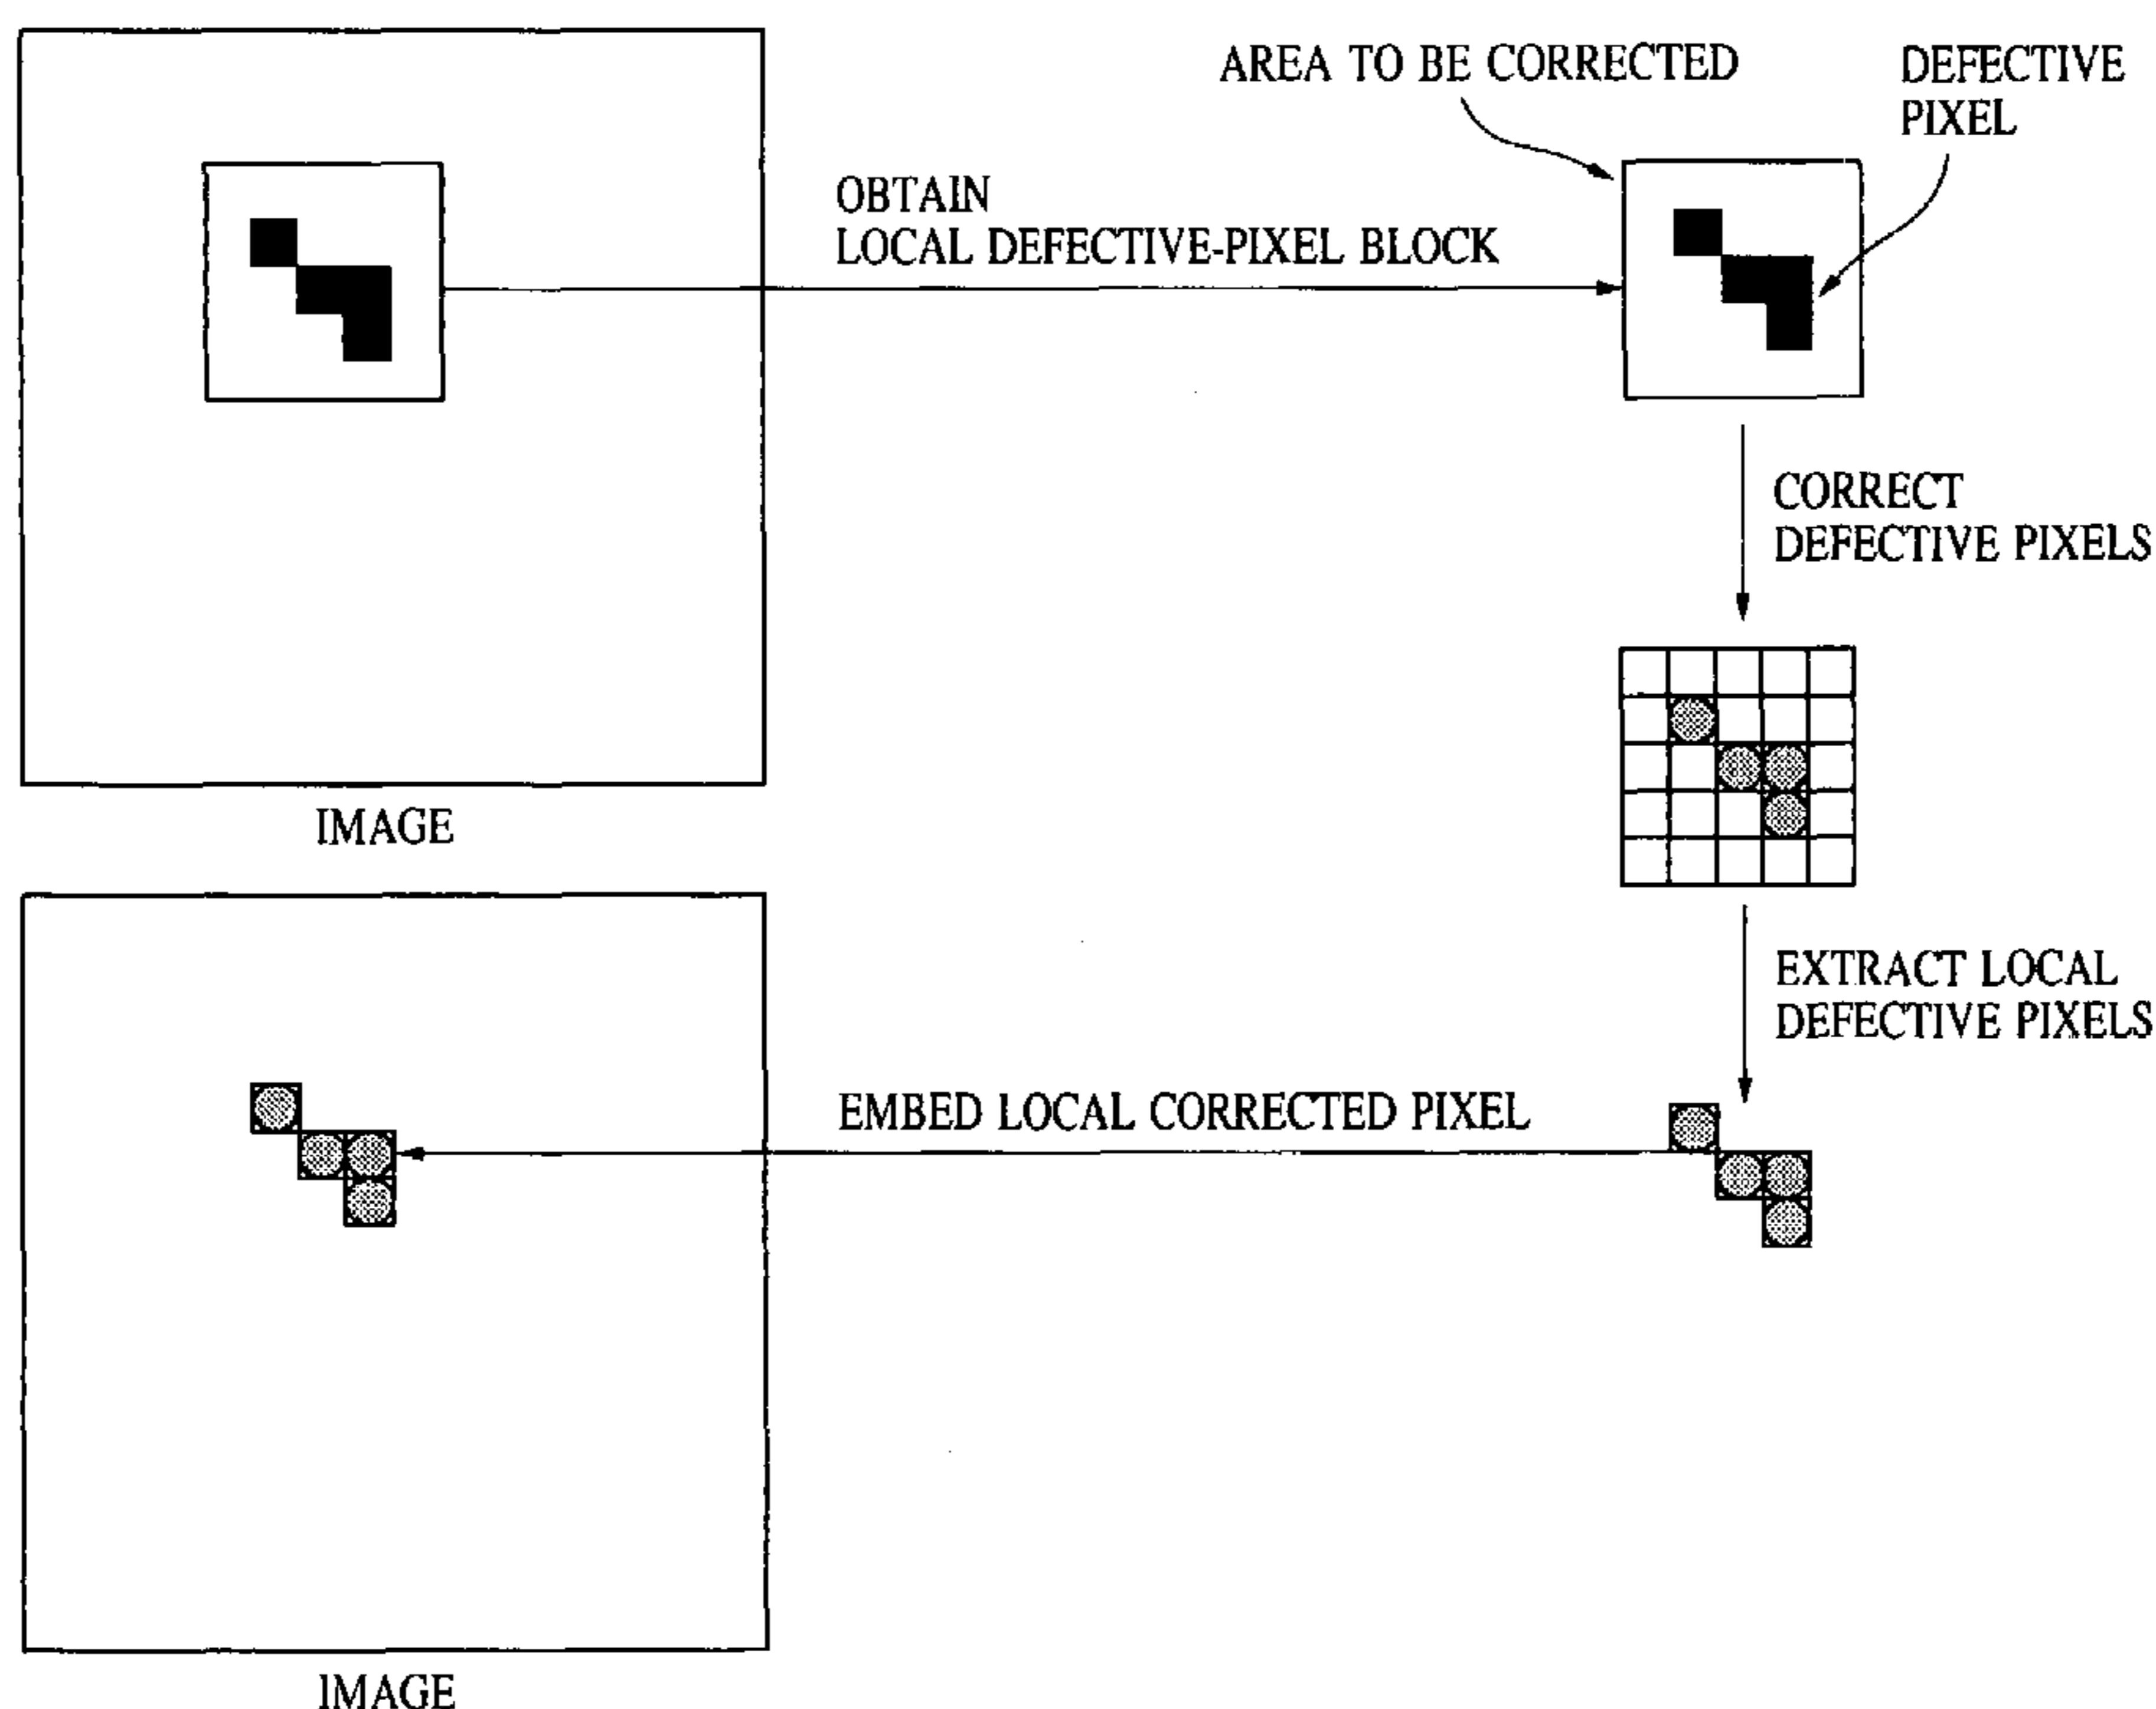 AREA TO BE CORRECTED
DEFECTIVE
PIXEL
OBTAIN
LOCAL DEFECTIVE-PIXEL BLOCK
CORRECT
DEFECTIVE PIXELS
IMAGE
EXTRACT LOCAL
DEFECTIVE PIXELS
EMBED LOCAL CORRECTED PIXEL
IMAGE